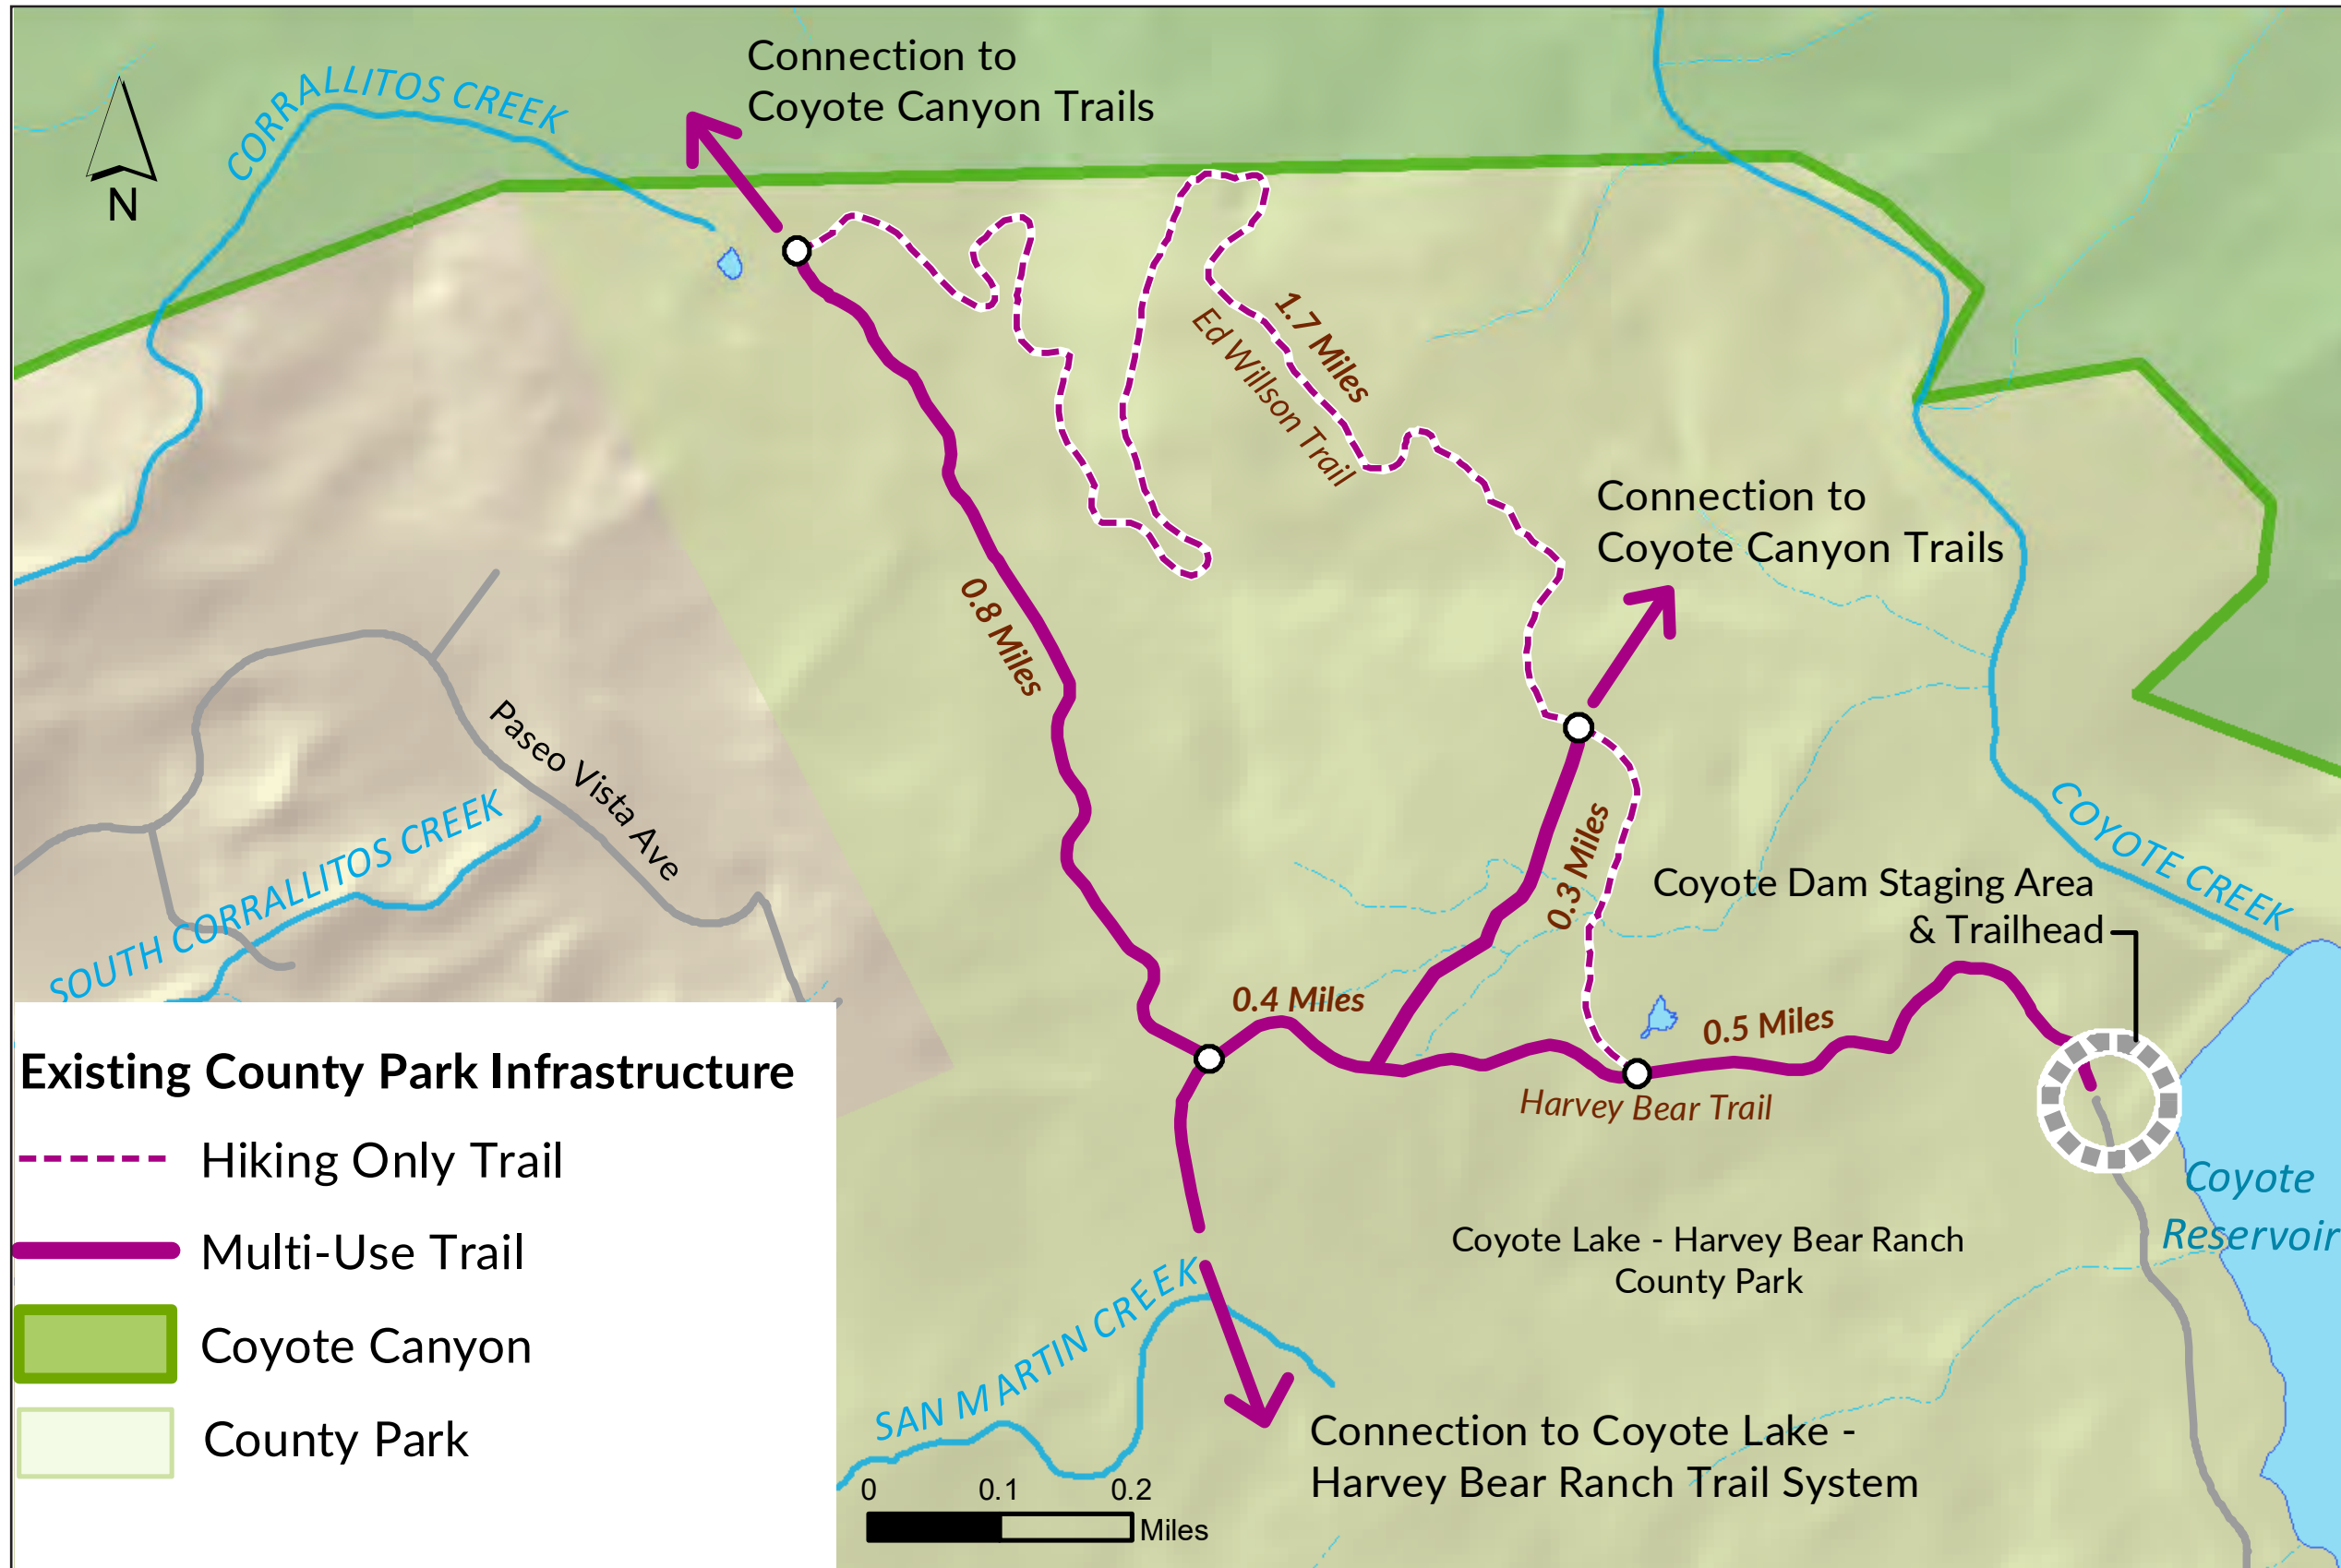 Connection to
Coyote Canyon Trails
CORRALLITOS CREEK
N
1.7 Miles
Ed Willson Trail
Connection to
Coyote Canyon Trails
0.8 Miles
Paseo Vista Ave
SOUTH CORRALLITOS CREEK
COYOTE CREEK
0.3 Miles
Coyote Dam Staging Area
& Trailhead
0.4 Miles
0.5 Miles
Harvey Bear Trail
Coyote
Reservoir
Coyote Lake - Harvey Bear Ranch
County Park
SAN MARTIN CREEK
Connection to Coyote Lake -
Harvey Bear Ranch Trail System
0 0.1 0.2
Miles
Existing County Park Infrastructure
Hiking Only Trail
Multi-Use Trail
Coyote Canyon
County Park